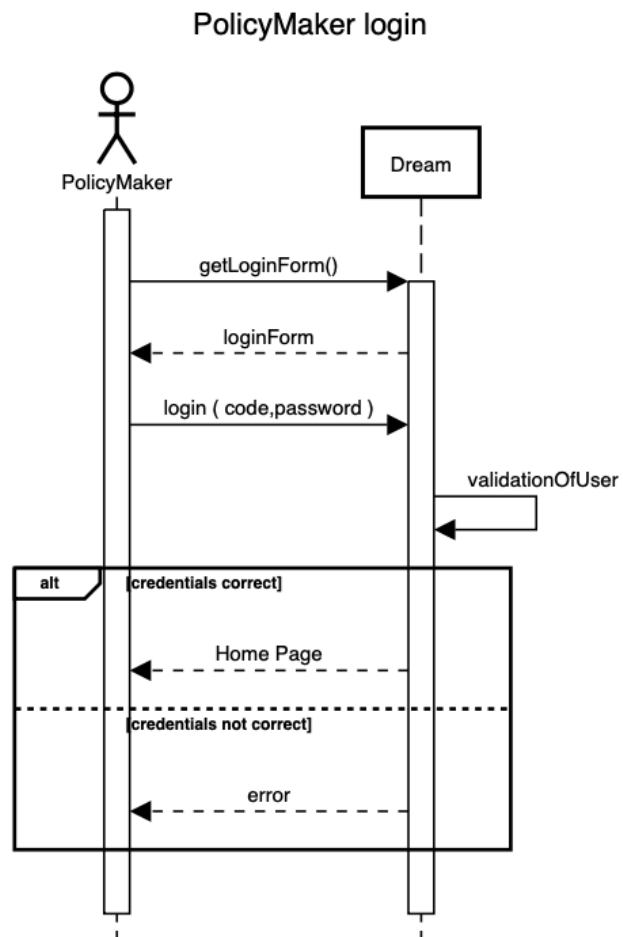 PolicyMaker login
PolicyMaker
Dream
getLoginForm()
loginForm
login ( code,password )
validationOfUser
alt
[credentials correct]
Home Page
[credentials not correct]
error